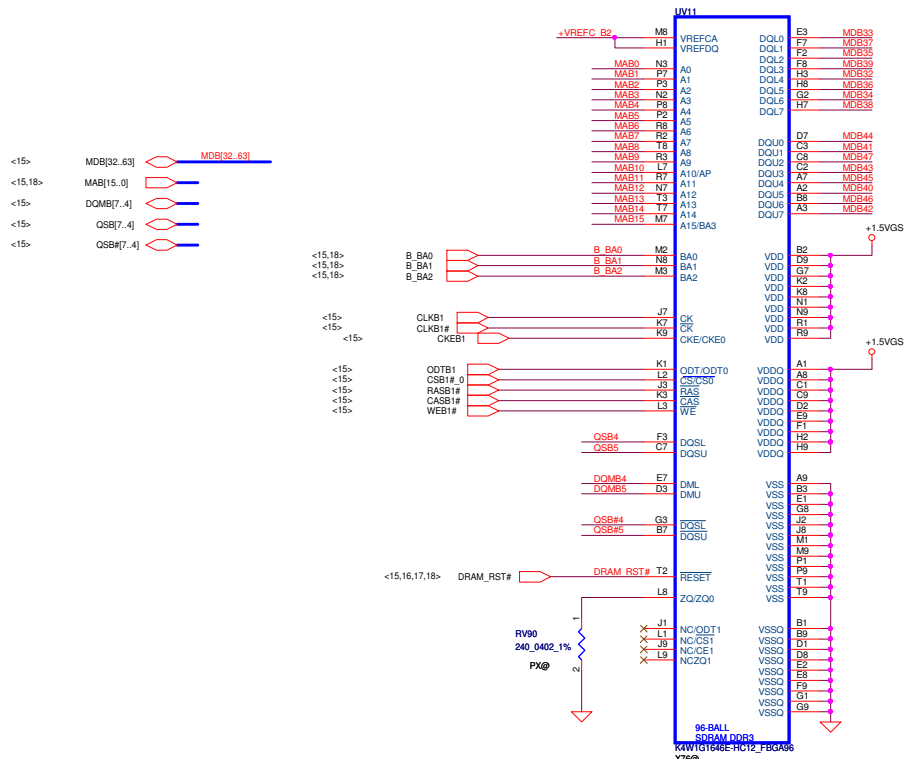 UV11
+VREFC_B2 M8 VREFCA DQL0 E3 MDB33
H1 VREFDQ DQL1 F7 MDB37
DQL2 F2 MDB35
MAB0 N3 A0 DQL3 F8 MDB39
MAB1 P7 A1 DQL4 H3 MDB32
MAB2 P3 A2 DQL5 H8 MDB36
MAB3 N2 A3 DQL6 G2 MDB34
MAB4 P8 A4 DQL7 H7 MDB38
MAB5 P2 A5
MAB6 R8 A6
MAB7 R2 A7 DQU0 D7 MDB44
MAB8 T8 A8 DQU1 C3 MDB41
MAB9 R3 A9 DQU2 C8 MDB47
MAB10 L7 A10/AP DQU3 C2 MDB43
MAB11 R7 A11 DQU4 A7 MDB45
MAB12 N7 A12 DQU5 A2 MDB40
MAB13 T3 A13 DQU6 B8 MDB46
MAB14 T7 A14 DQU7 A3 MDB42
MAB15 M7 A15/BA3
<15> MDB[32..63] MDB[32..63]
<15,18> MAB[15..0]
<15> DQMB[7..4]
<15> QSB[7..4]
<15> QSB#[7..4]
+1.5VGS
<15,18> B_BA0 B_BA0 M2 BA0 VDD B2
<15,18> B_BA1 B_BA1 N8 BA1 VDD D9
<15,18> B_BA2 B_BA2 M3 BA2 VDD G7
VDD K2
VDD K8
VDD N1
<15> CLKB1 J7 CK VDD N9
<15> CLKB1# K7 CK VDD R1
<15> CKEB1 K9 CKE/CKE0 VDD R9
+1.5VGS
<15> ODTB1 K1 ODT/ODT0 VDDQ A1
<15> CSB1#_0 L2 CS/CS0 VDDQ A8
<15> RASB1# J3 RAS VDDQ C1
<15> CASB1# K3 CAS VDDQ C9
<15> WEB1# L3 WE VDDQ D2
VDDQ E9
VDDQ F1
QSB4 F3 DQSL VDDQ H2
QSB5 C7 DQSU VDDQ H9
DQMB4 E7 DML VSS A9
DQMB5 D3 DMU VSS B3
VSS E1
VSS G8
QSB#4 G3 DQSL VSS J2
QSB#5 B7 DQSU VSS J8
VSS M1
VSS M9
VSS P1
<15,16,17,18> DRAM_RST# DRAM_RST# T2 RESET VSS P9
VSS T1
L8 ZQ/ZQ0 VSS T9
J1 NC/ODT1 VSSQ B1
L1 NC/CS1 VSSQ B9
J9 NC/CE1 VSSQ D1
L9 NCZQ1 VSSQ D8
VSSQ E2
VSSQ E8
VSSQ F9
VSSQ G1
VSSQ G9
1
RV90
240_0402_1%
PX@
2
96-BALL
SDRAM DDR3
K4W1G1646E-HC12_FBGA96
X76@